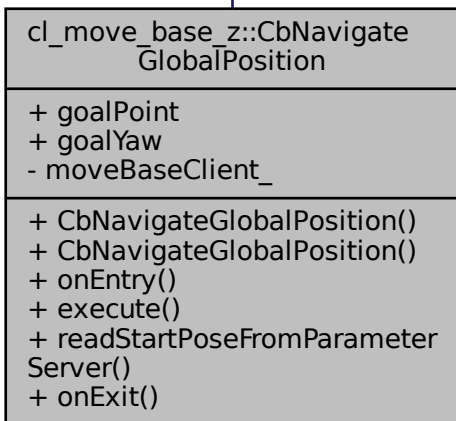 cl_move_base_z::CbNavigate
GlobalPosition
+ goalPoint
+ goalYaw
- moveBaseClient_
+ CbNavigateGlobalPosition()
+ CbNavigateGlobalPosition()
+ onEntry()
+ execute()
+ readStartPoseFromParameter
Server()
+ onExit()